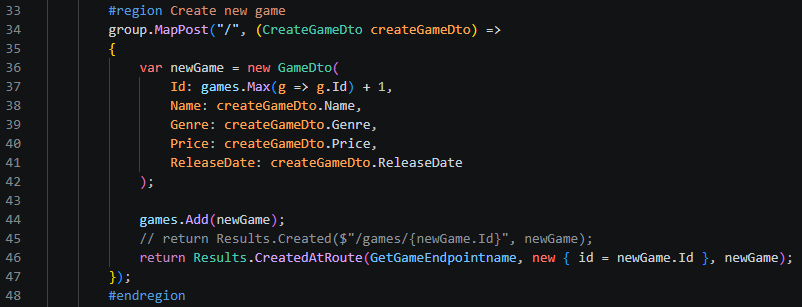 33 #region Create new game
34 group.MapPost("/", (CreateGameDto createGameDto) =>
35 {
36     var newGame = new GameDto(
37         Id: games.Max(g => g.Id) + 1,
38         Name: createGameDto.Name,
39         Genre: createGameDto.Genre,
40         Price: createGameDto.Price,
41         ReleaseDate: createGameDto.ReleaseDate
42     );
43
44     games.Add(newGame);
45     // return Results.Created($"/games/{newGame.Id}", newGame);
46     return Results.CreatedAtRoute(GetGameEndpointname, new { id = newGame.Id }, newGame);
47 });
48 #endregion